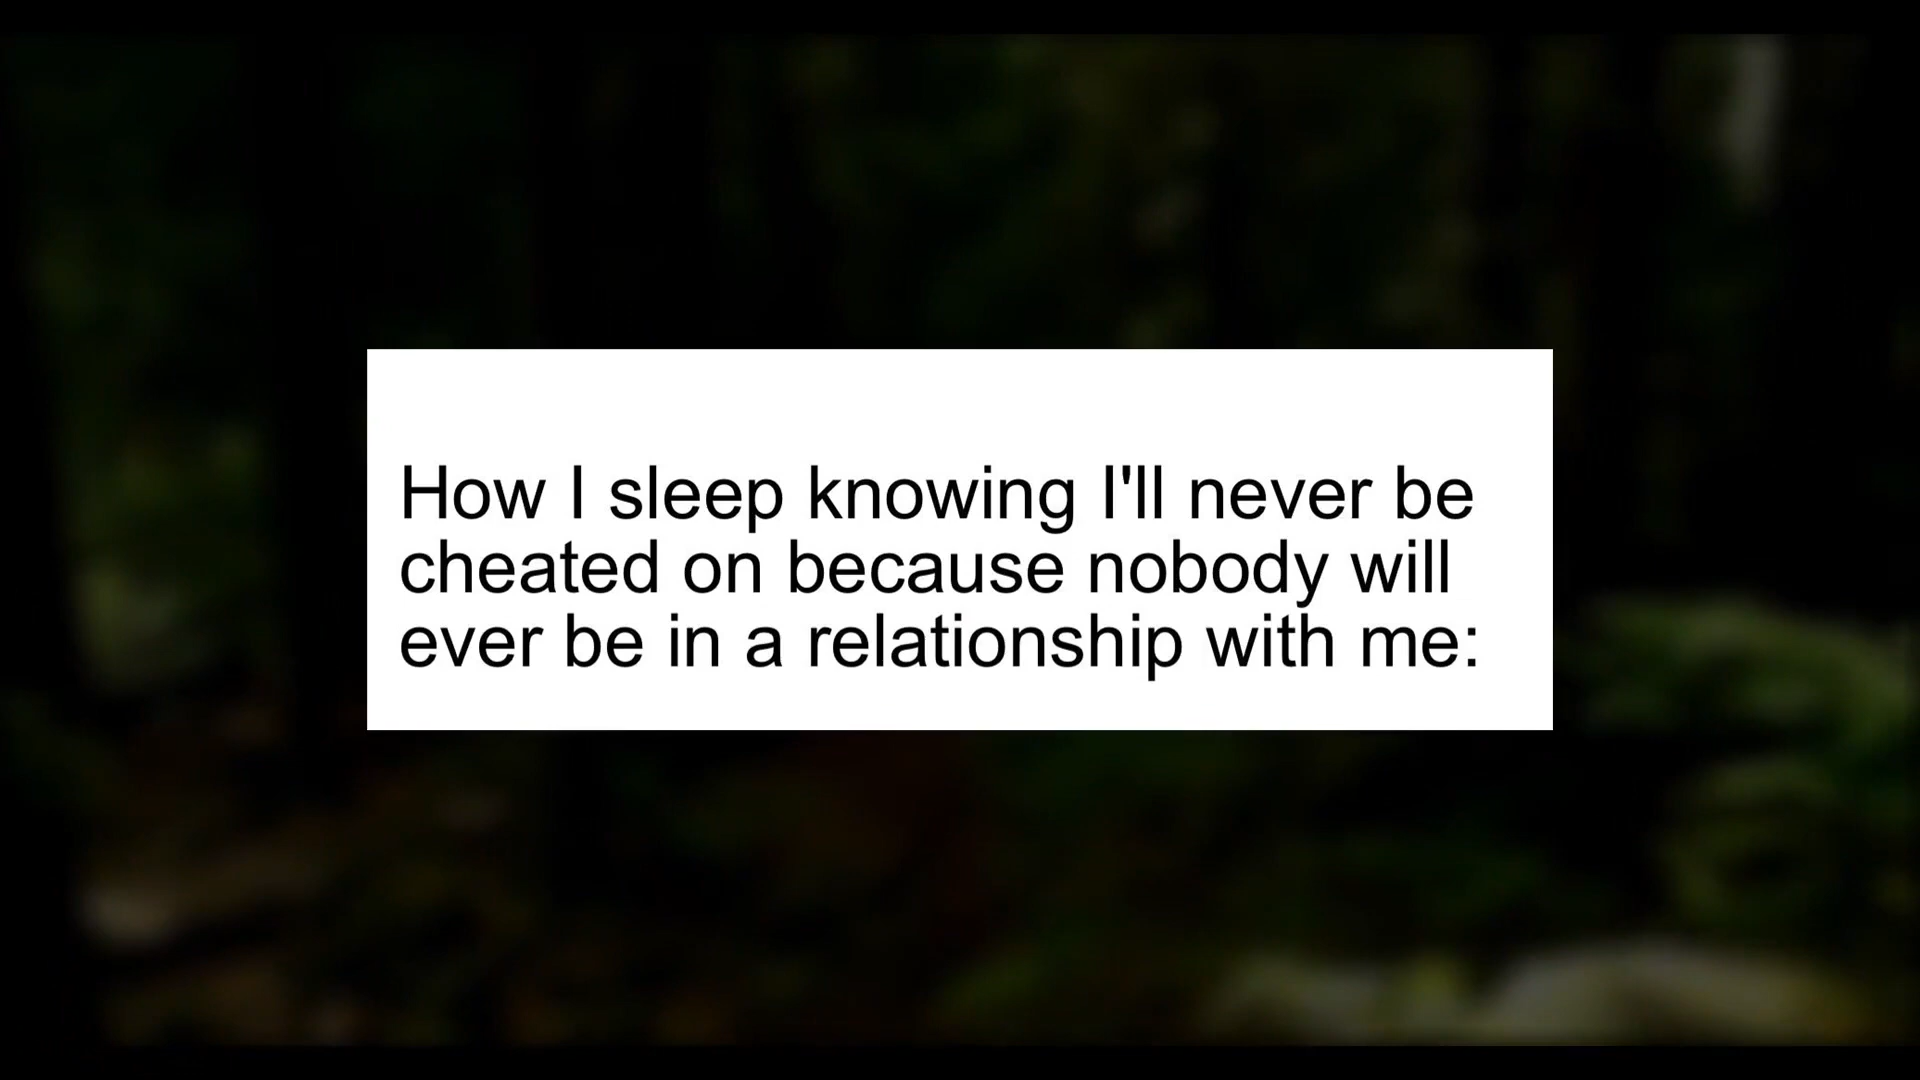 How I sleep knowing I'll never be
cheated on because nobody will
ever be in a relationship with me: